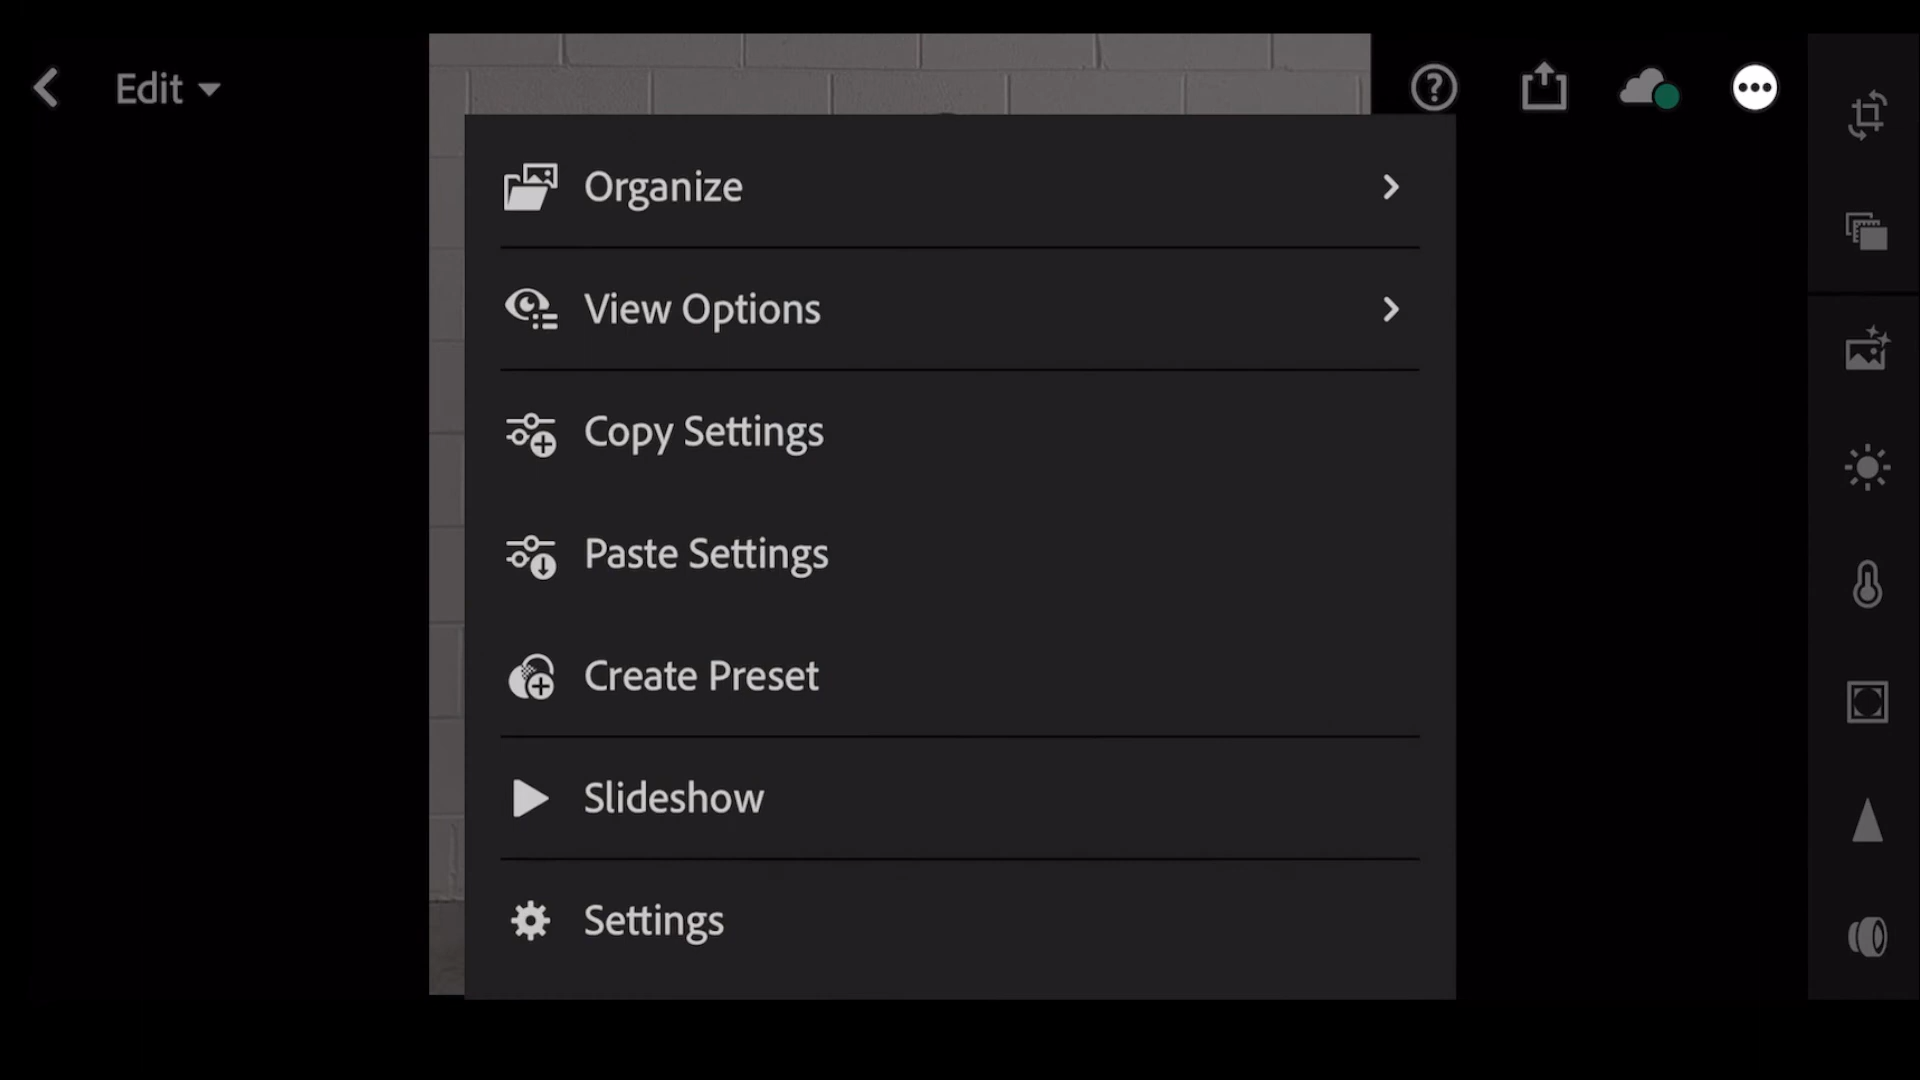 Edit
Organize
View Options
Copy Settings
Paste Settings
Create Preset
Slideshow
Settings